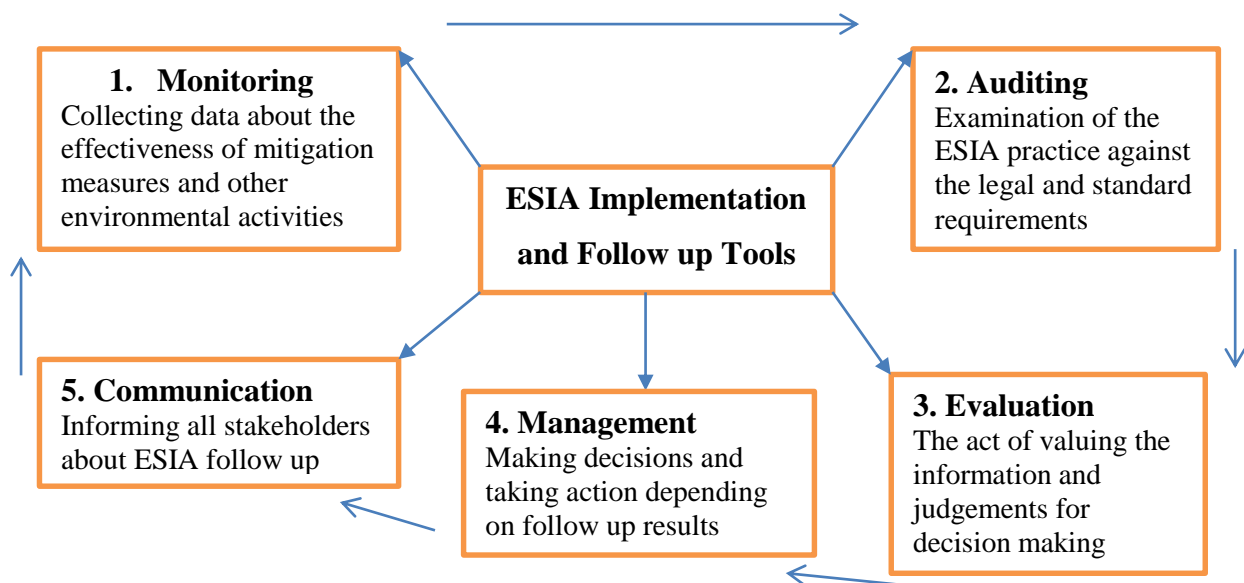 1. Monitoring
Collecting data about the
effectiveness of mitigation
measures and other
environmental activities
2. Auditing
Examination of the
ESIA practice against
the legal and standard
requirements
ESIA Implementation
and Follow up Tools
5. Communication
Informing all stakeholders
about ESIA follow up
4. Management
Making decisions and
taking action depending
on follow up results
3. Evaluation
The act of valuing the
information and
judgements for
decision making